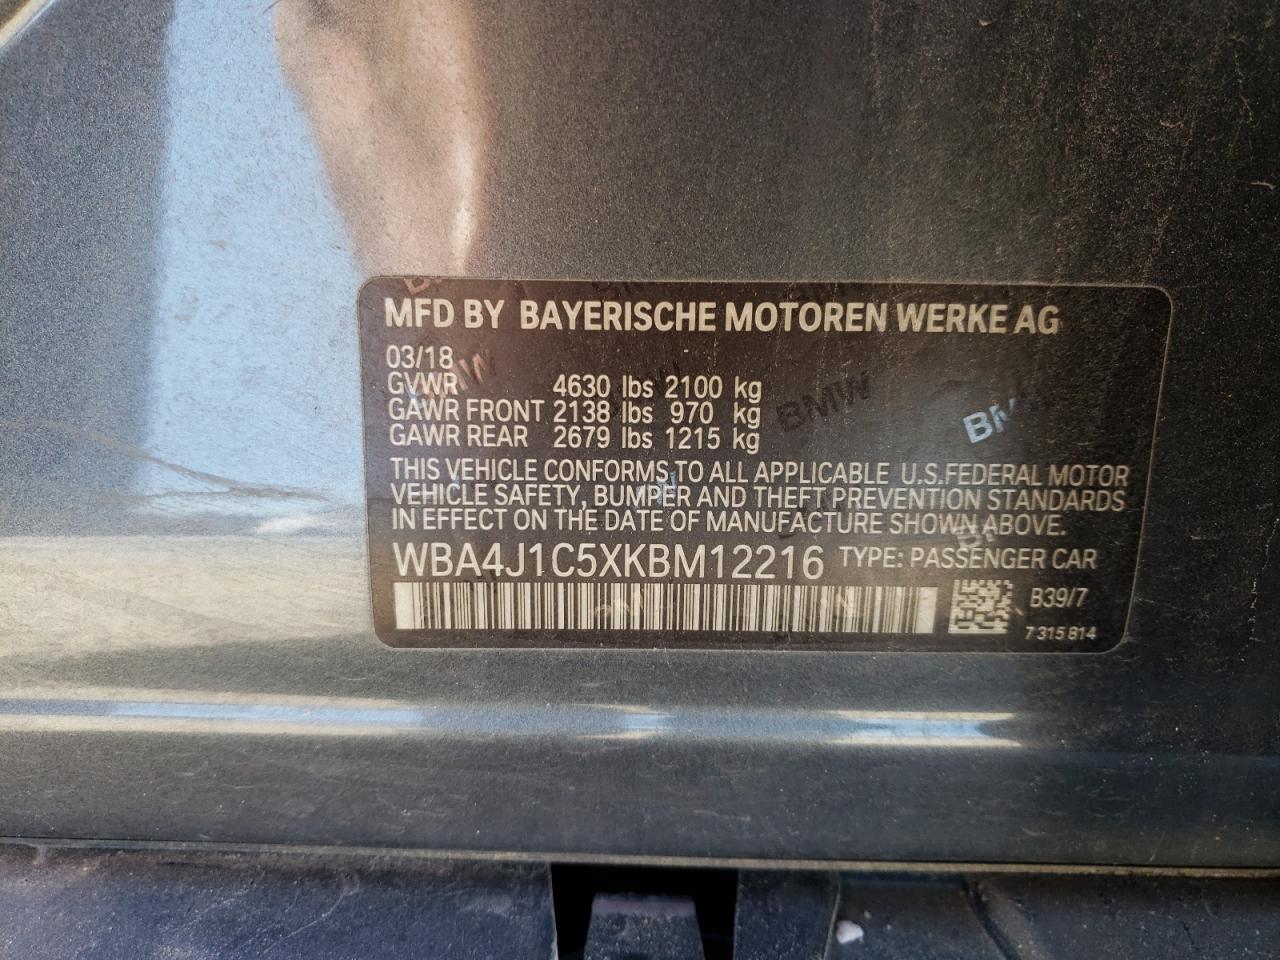 MFD BY BAYERISCHE MOTOREN WERKE AG
03/18
GVWR 4630 lbs 2100 kg
GAWR FRONT 2138 lbs 970 kg
GAWR REAR 2679 lbs 1215 kg
THIS VEHICLE CONFORMS TO ALL APPLICABLE U.S.FEDERAL MOTOR
VEHICLE SAFETY, BUMPER AND THEFT PREVENTION STANDARDS
IN EFFECT ON THE DATE OF MANUFACTURE SHOWN ABOVE.
WBA4J1C5XKBM12216 TYPE: PASSENGER CAR
B39/7
7 315 814
BMW